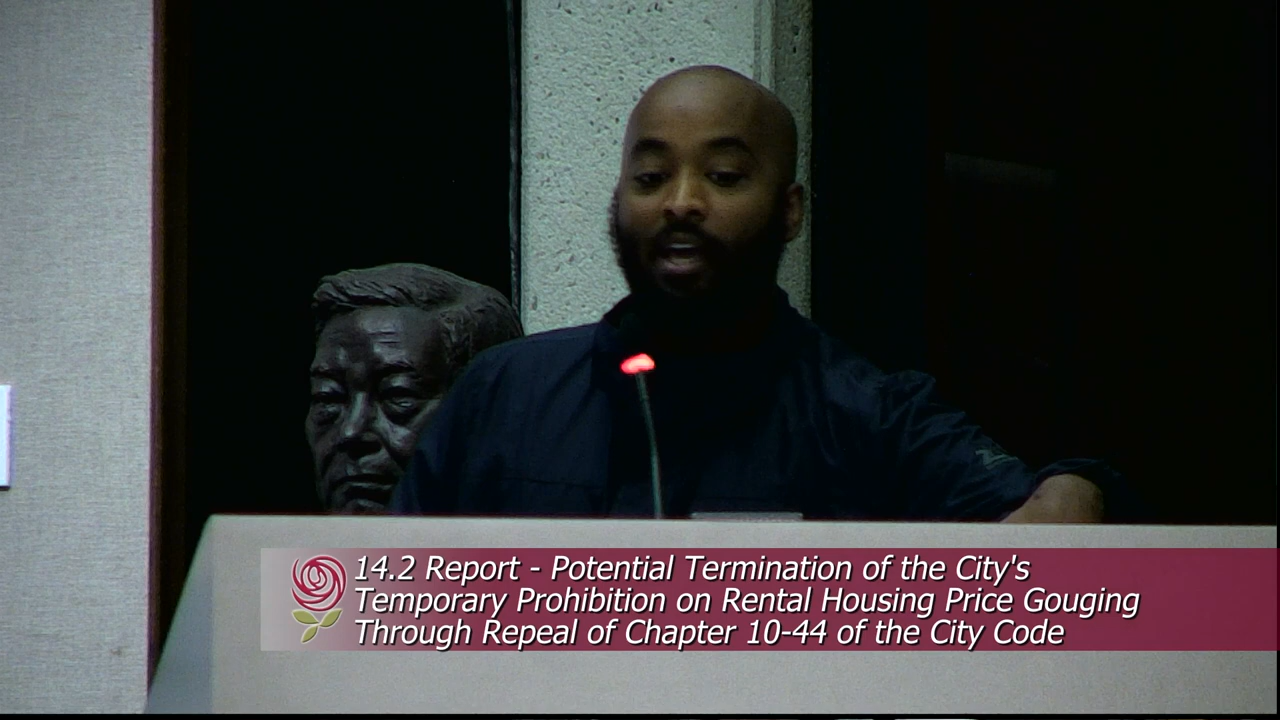 14.2 Report - Potential Termination of the City's
Temporary Prohibition on Rental Housing Price Gouging
Through Repeal of Chapter 10-44 of the City Code